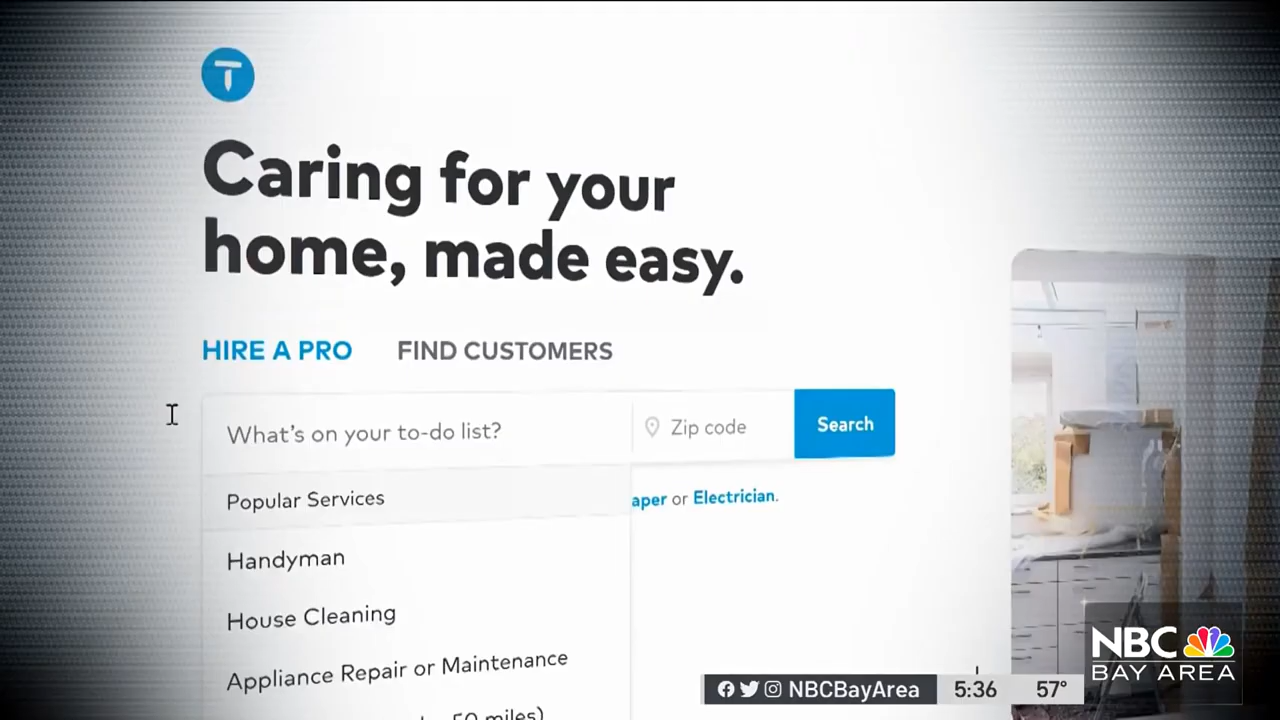 T
Caring for your
home, made easy.
HIRE A PRO FIND CUSTOMERS
What's on your to-do list? Zip code Search
Popular Services
aper or Electrician.
Handyman
House Cleaning
Appliance Repair or Maintenance
50 miles)
NBC
BAY AREA
NBCBayArea 5:36 57°